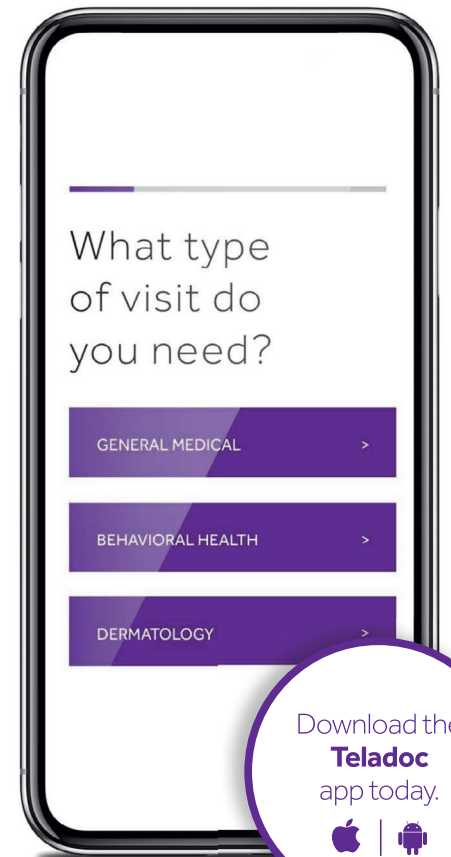 What type
of visit do
you need?
GENERAL MEDICAL >
BEHAVIORAL HEALTH >
DERMATOLOGY >
Download the
Teladoc
app today.